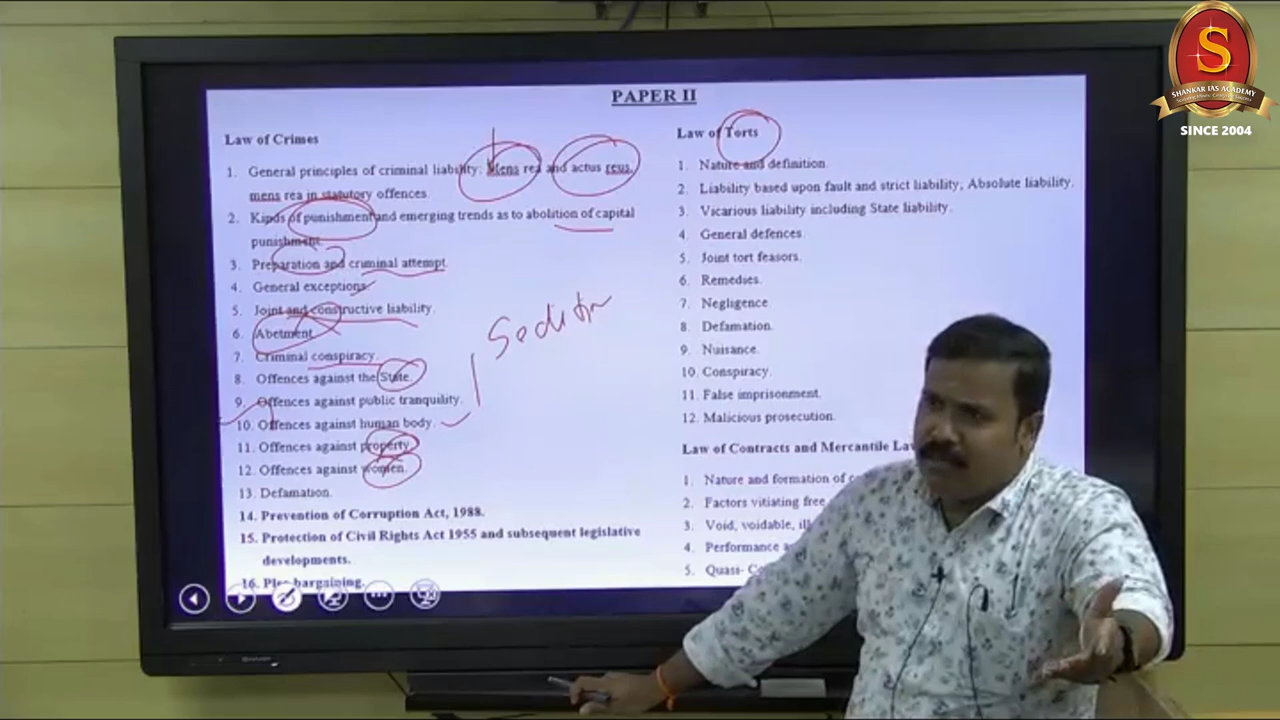 PAPER II
Law of Crimes
1. General principles of criminal liability: Mens rea and actus reus,
mens rea in statutory offences.
2. Kinds of punishment and emerging trends as to abolition of capital
punishment.
3. Preparation and criminal attempt
4. General exceptions
5. Joint and constructive liability.
6. Abetment.
7. Criminal conspiracy.
8. Offences against the State.
9. Offences against public tranquility.
10. Offences against human body.
11. Offences against property.
12. Offences against women.
13. Defamation.
14. Prevention of Corruption Act, 1988.
15. Protection of Civil Rights Act 1955 and subsequent legislative
developments.
16. Plea bargaining.
Sedition
Law of Torts
1. Nature and definition.
2. Liability based upon fault and strict liability; Absolute liability.
3. Vicarious liability including State liability.
4. General defences.
5. Joint tort feasors.
6. Remedies.
7. Negligence
8. Defamation.
9. Nuisance.
10. Conspiracy.
11. False imprisonment.
12. Malicious prosecution.
Law of Contracts and Mercantile
1. Nature and formation of
2. Factors vitiating free
3. Void, voidable,
4. Performance
5. Quasi-
S
SHANKAR IAS ACADEMY
SINCE 2004